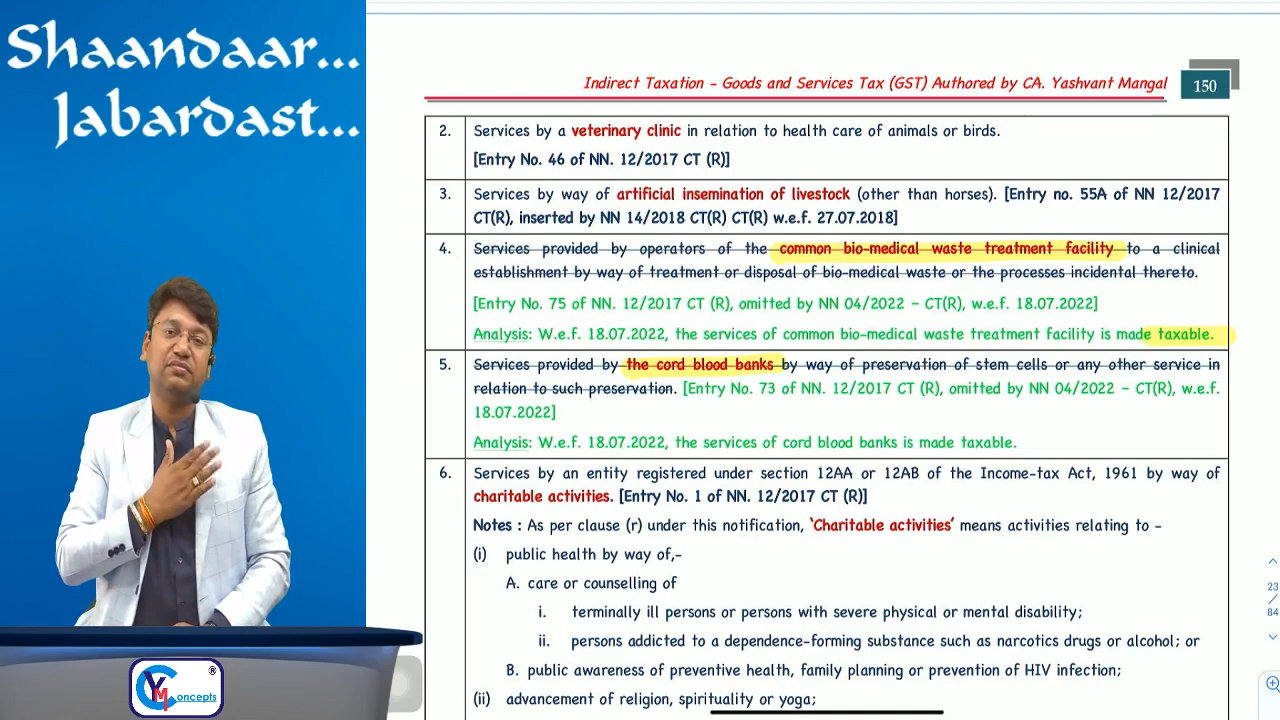 Shaandaar...
Jabardast...
Indirect Taxation – Goods and Services Tax (GST) Authored by CA. Yashvant Mangal
150
2. Services by a veterinary clinic in relation to health care of animals or birds.
[Entry No. 46 of NN. 12/2017 CT (R)]
3. Services by way of artificial insemination of livestock (other than horses). [Entry no. 55A of NN 12/2017
CT(R), inserted by NN 14/2018 CT(R) CT(R) w.e.f. 27.07.2018]
4. Services provided by operators of the common bio-medical waste treatment facility to a clinical
establishment by way of treatment or disposal of bio-medical waste or the processes incidental thereto.
[Entry No. 75 of NN. 12/2017 CT (R), omitted by NN 04/2022 – CT(R), w.e.f. 18.07.2022]
Analysis: W.e.f. 18.07.2022, the services of common bio-medical waste treatment facility is made taxable.
5. Services provided by the cord blood banks by way of preservation of stem cells or any other service in
relation to such preservation. [Entry No. 73 of NN. 12/2017 CT (R), omitted by NN 04/2022 – CT(R), w.e.f.
18.07.2022]
Analysis: W.e.f. 18.07.2022, the services of cord blood banks is made taxable.
6. Services by an entity registered under section 12AA or 12AB of the Income-tax Act, 1961 by way of
charitable activities. [Entry No. 1 of NN. 12/2017 CT (R)]
Notes : As per clause (r) under this notification, ‘Charitable activities’ means activities relating to –
(i) public health by way of,-
A. care or counselling of
i. terminally ill persons or persons with severe physical or mental disability;
ii. persons addicted to a dependence-forming substance such as narcotics drugs or alcohol; or
B. public awareness of preventive health, family planning or prevention of HIV infection;
(ii) advancement of religion, spirituality or yoga;
23
/
84
YM Concepts ®